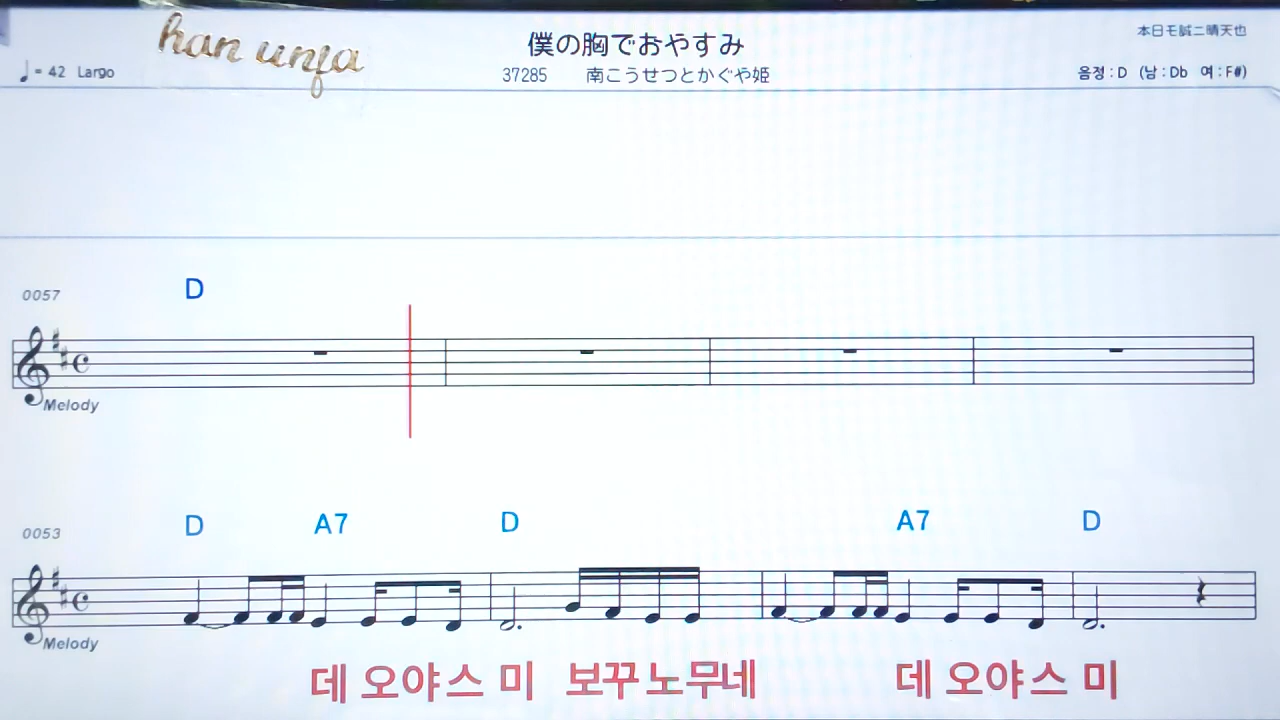 han unja
僕の胸でおやすみ
本日モ誠ニ晴天也
♩= 42 Largo
37285 南こうせつとかぐや姫
음정 : D (남 : Db 여 : F#)
0057
D
Melody
0053
D A7 D A7 D
Melody
데 오야스 미 보꾸노무네 데 오야스 미